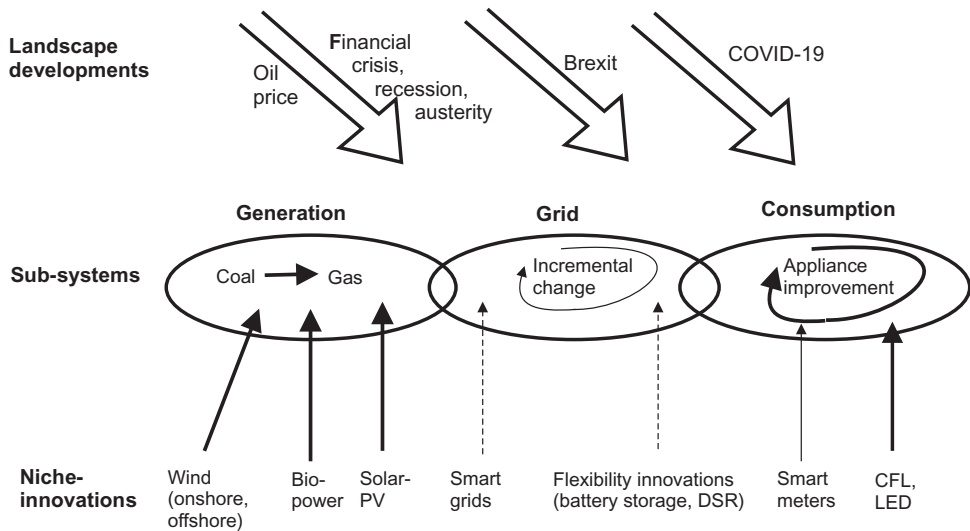 Landscape
developments
Oil
price
Financial
crisis,
recession,
austerity
Brexit
COVID-19
Generation
Grid
Consumption
Sub-systems
Coal
Gas
Incremental
change
Appliance
improvement
Niche-
innovations
Wind
(onshore,
offshore)
Bio-
power
Solar-
PV
Smart
grids
Flexibility innovations
(battery storage, DSR)
Smart
meters
CFL,
LED